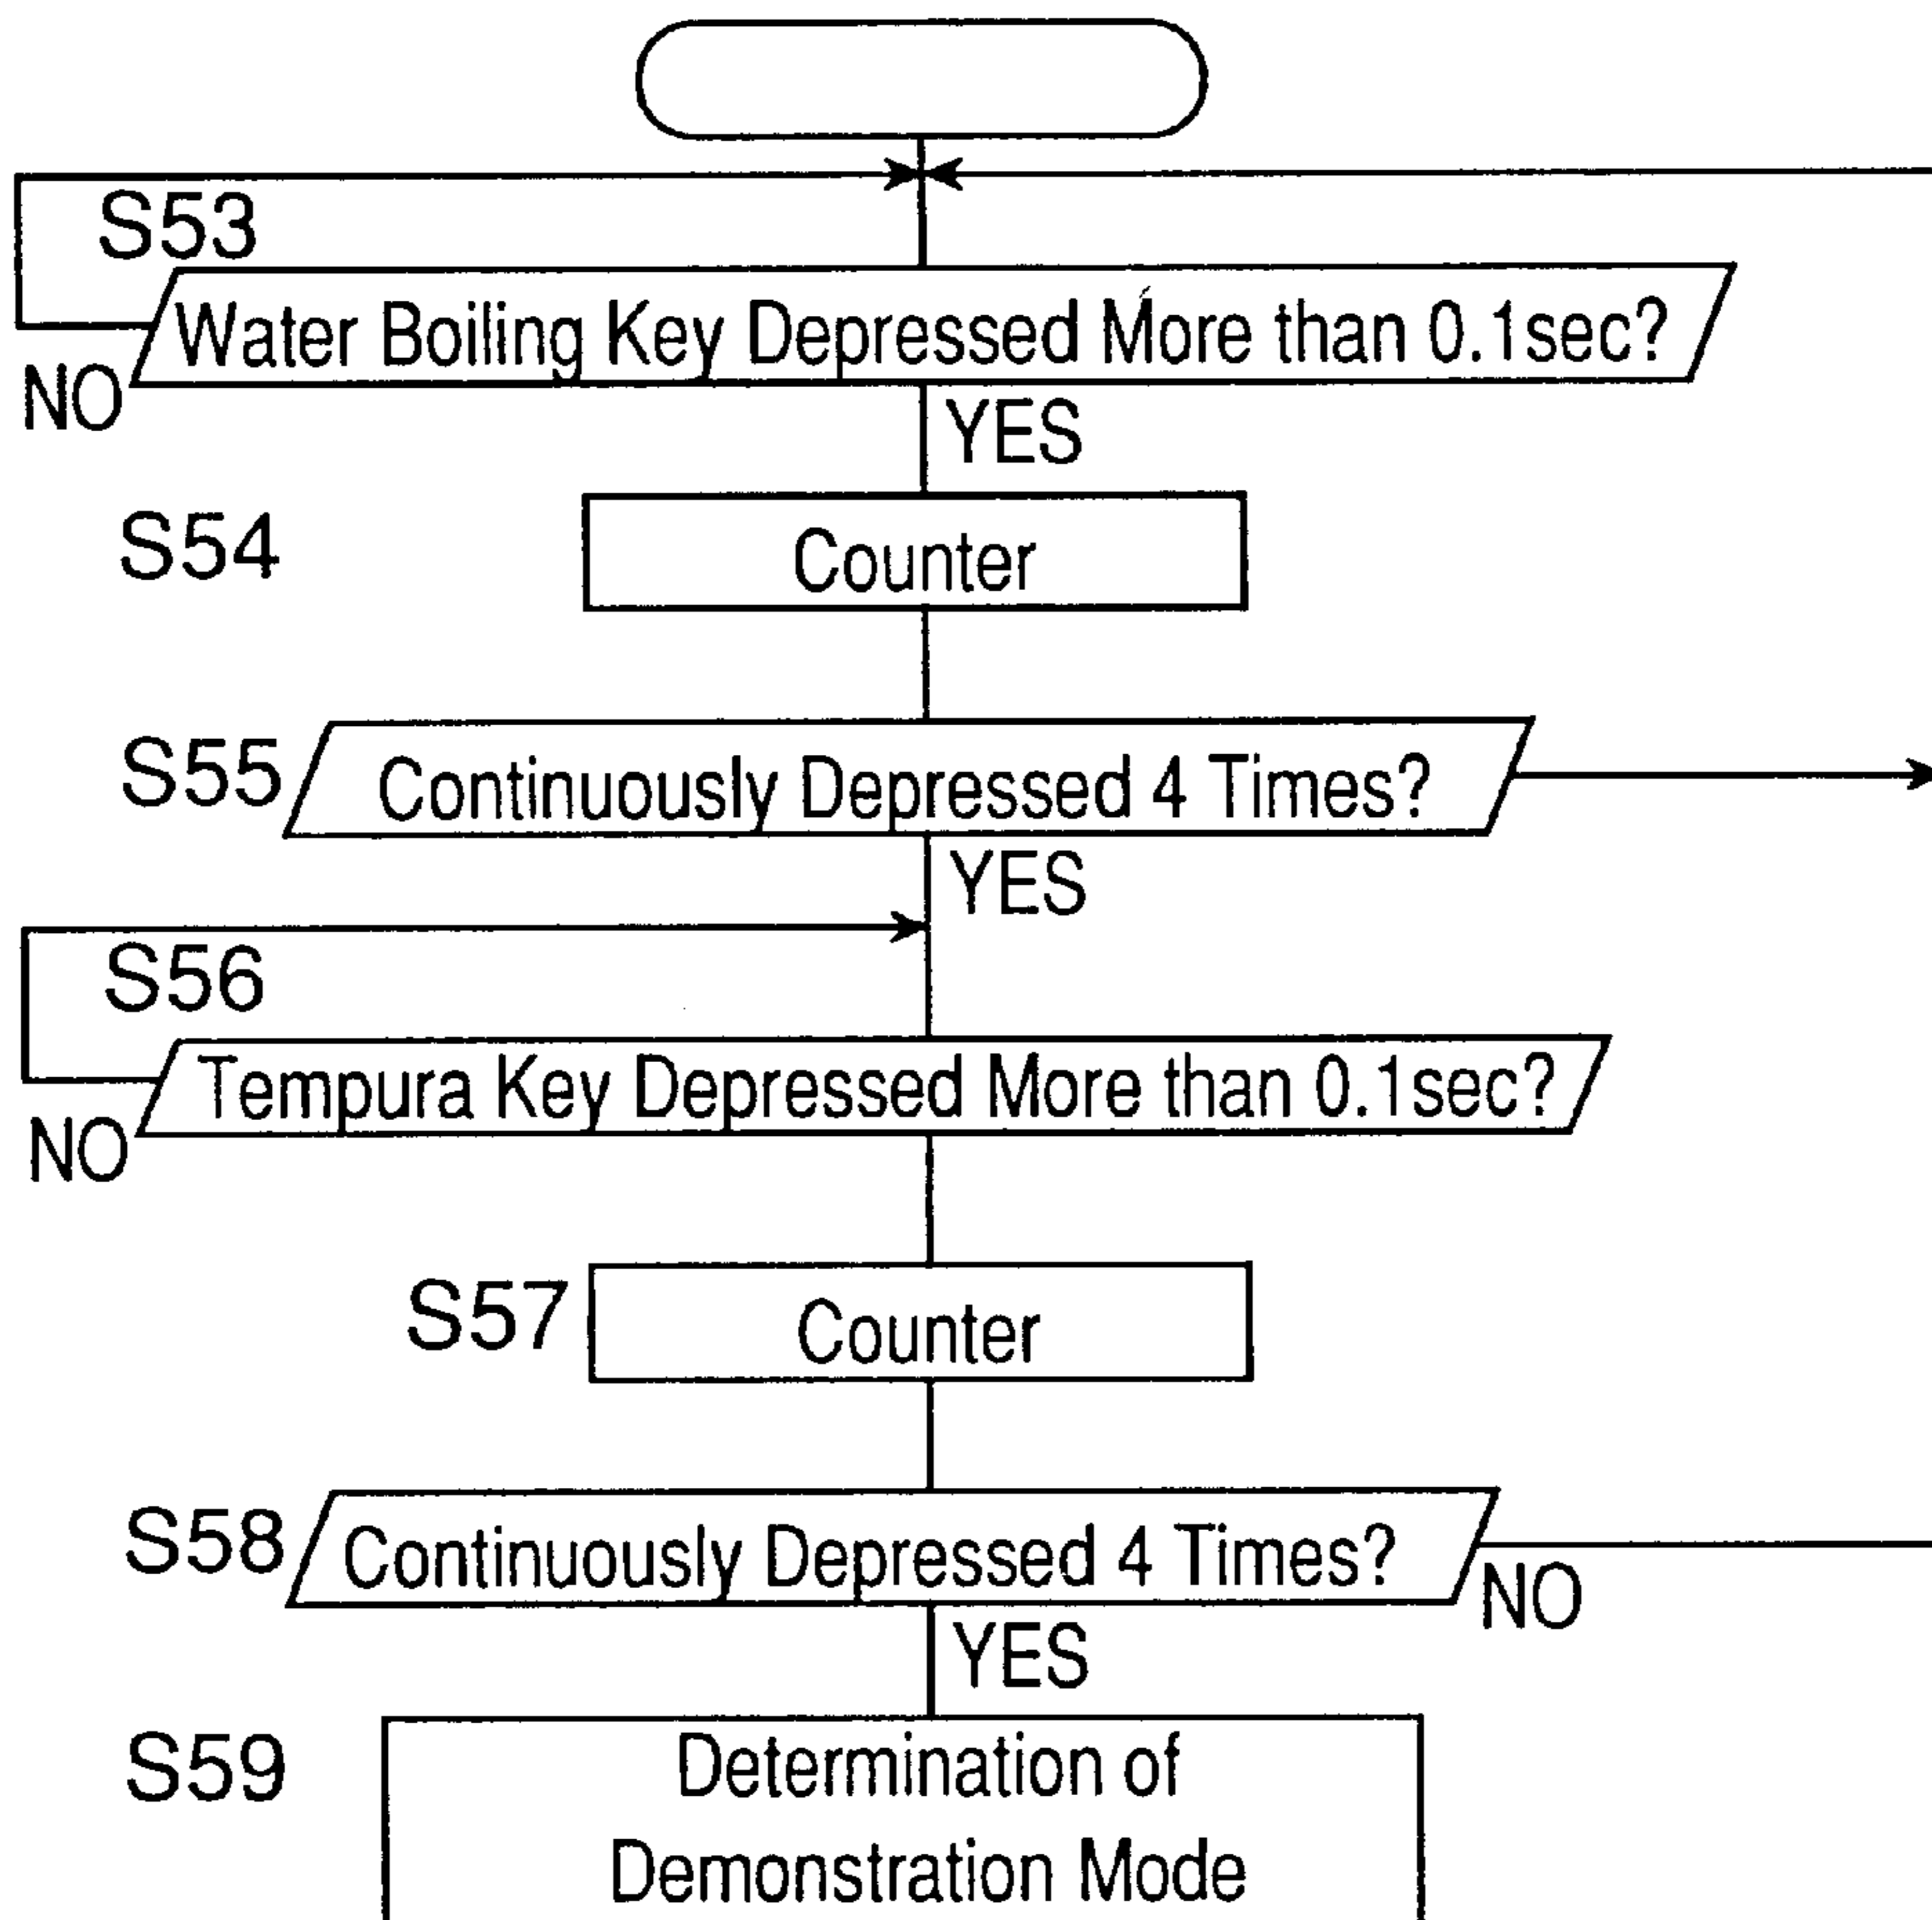 S53
Water Boiling Key Depressed More than 0.1sec?
NO
YES
S54
Counter
S55
Continuously Depressed 4 Times?
YES
S56
Tempura Key Depressed More than 0.1sec?
NO
S57
Counter
S58
Continuously Depressed 4 Times?
NO
YES
S59
Determination of
Demonstration Mode